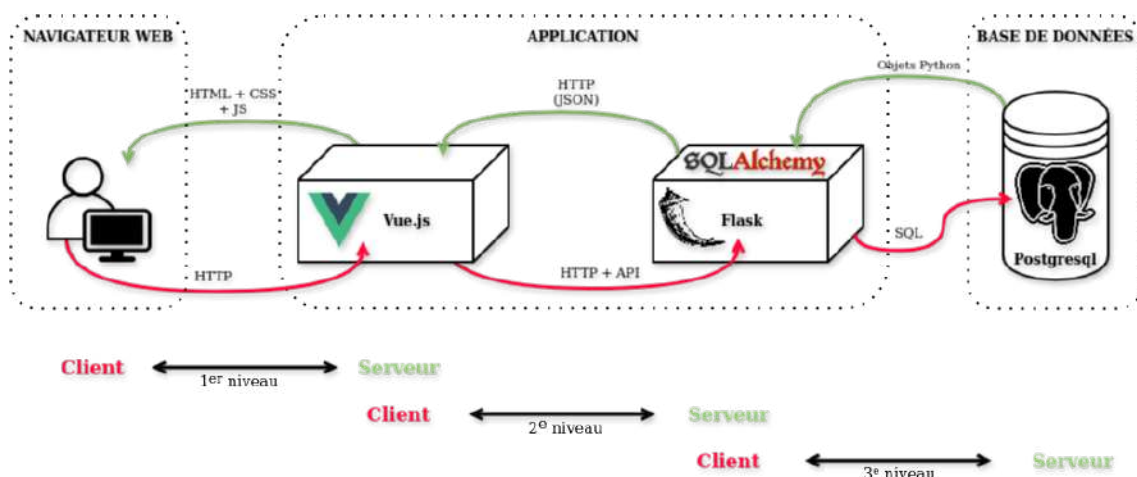 NAVIGATEUR WEB
APPLICATION
BASE DE DONNÉES
HTML + CSS
+ JS
HTTP
(JSON)
Objets Python
SQLAlchemy
Vue.js
Flask
SQL
Postgresql
HTTP
HTTP + API
Client
1er niveau
Serveur
Client
2e niveau
Serveur
Client
3e niveau
Serveur